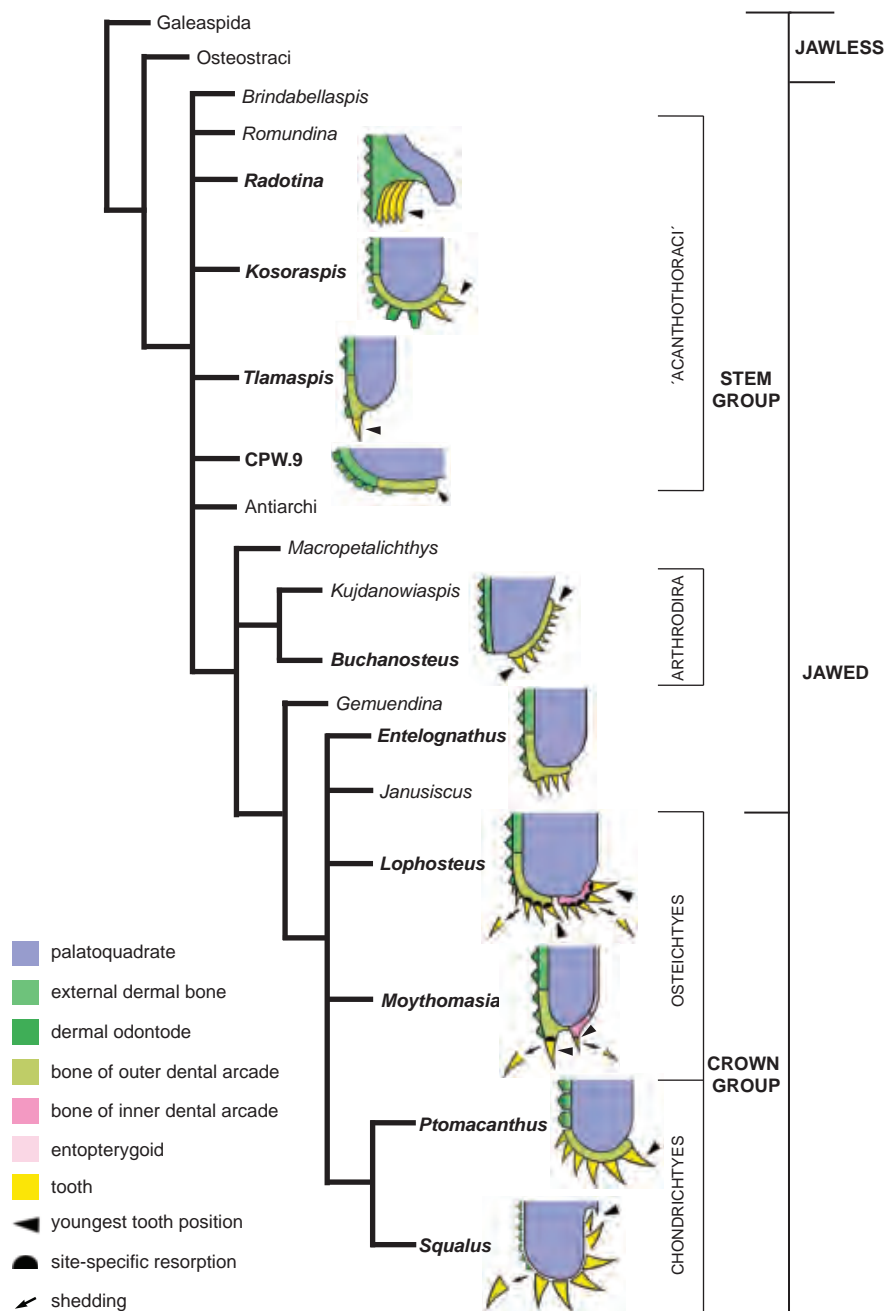 Galeaspida
JAWLESS
Osteostraci
Brindabellaspis
Romundina
Radotina
Kosoraspis
'ACANTHOTHORACI'
Tlamaspis
STEM
GROUP
CPW.9
Antiarchi
Macropetalichthys
Kujdanowiaspis
ARTHRODIRA
Buchanosteus
JAWED
Gemuendina
Entelognathus
Janusiscus
Lophosteus
OSTEICHTYES
Moythomasia
CROWN
GROUP
Ptomacanthus
CHONDRICHTYES
Squalus
palatoquadrate
external dermal bone
dermal odontode
bone of outer dental arcade
bone of inner dental arcade
entopterygoid
tooth
youngest tooth position
site-specific resorption
shedding